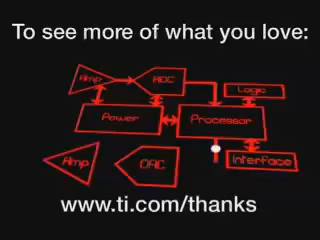 To see more of what you love:
Amp
ADC
Logic
Power
Processor
Amp
DAC
Interface
www.ti.com/thanks